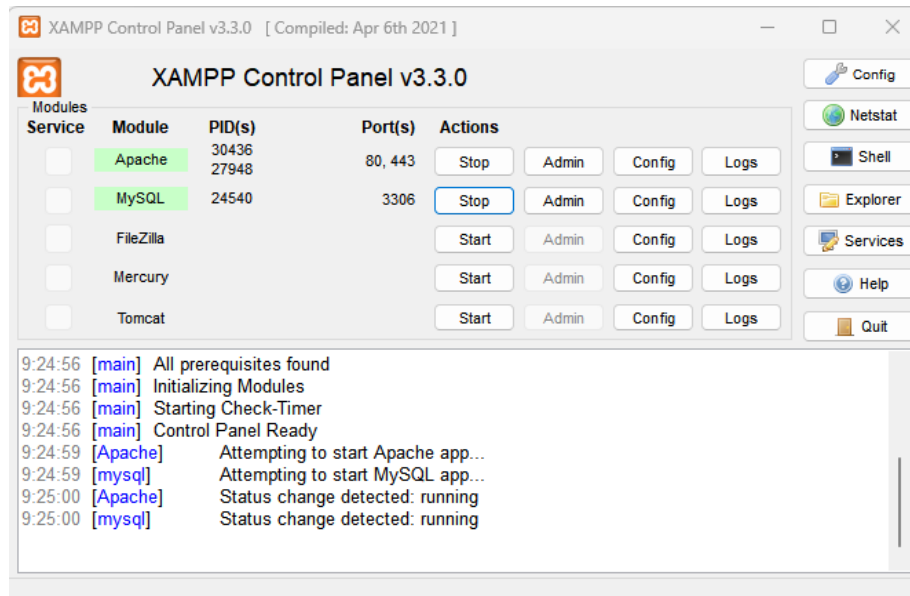 XAMPP Control Panel v3.3.0 [ Compiled: Apr 6th 2021 ]
XAMPP Control Panel v3.3.0
Config
Modules
Service Module PID(s) Port(s) Actions
Netstat
Apache 30436 27948 80, 443 Stop Admin Config Logs
Shell
MySQL 24540 3306 Stop Admin Config Logs
Explorer
FileZilla Start Admin Config Logs
Services
Mercury Start Admin Config Logs
Help
Tomcat Start Admin Config Logs
Quit
9:24:56 [main] All prerequisites found
9:24:56 [main] Initializing Modules
9:24:56 [main] Starting Check-Timer
9:24:56 [main] Control Panel Ready
9:24:59 [Apache] Attempting to start Apache app...
9:24:59 [mysql] Attempting to start MySQL app...
9:25:00 [Apache] Status change detected: running
9:25:00 [mysql] Status change detected: running